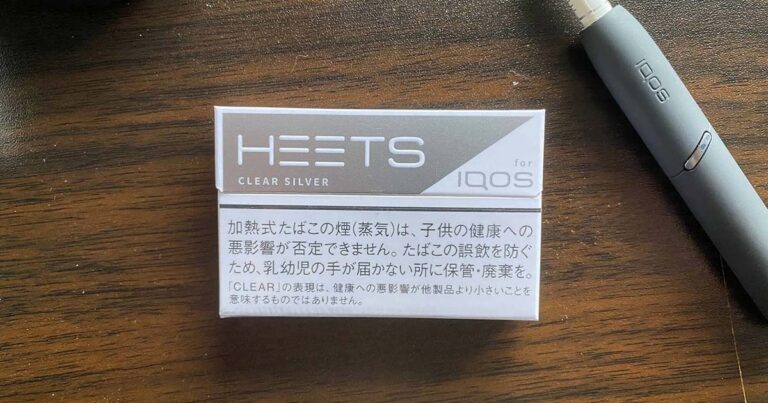 HEETS
CLEAR SILVER
for
IQOS
加熱式たばこの煙(蒸気)は、子供の健康への
悪影響が否定できません。たばこの誤飲を防ぐ
ため、乳幼児の手が届かない所に保管・廃棄を。
「CLEAR」の表現は、健康への悪影響が他製品より小さいことを
意味するものではありません。
IQOS